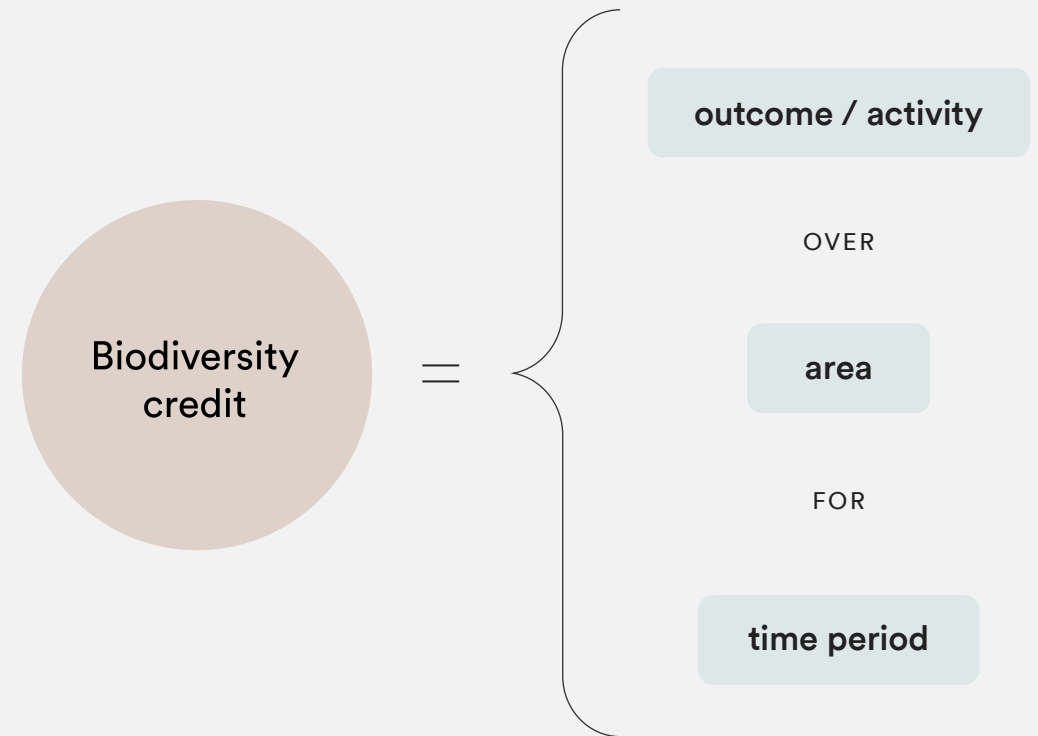 Biodiversity
credit
=
outcome / activity
OVER
area
FOR
time period